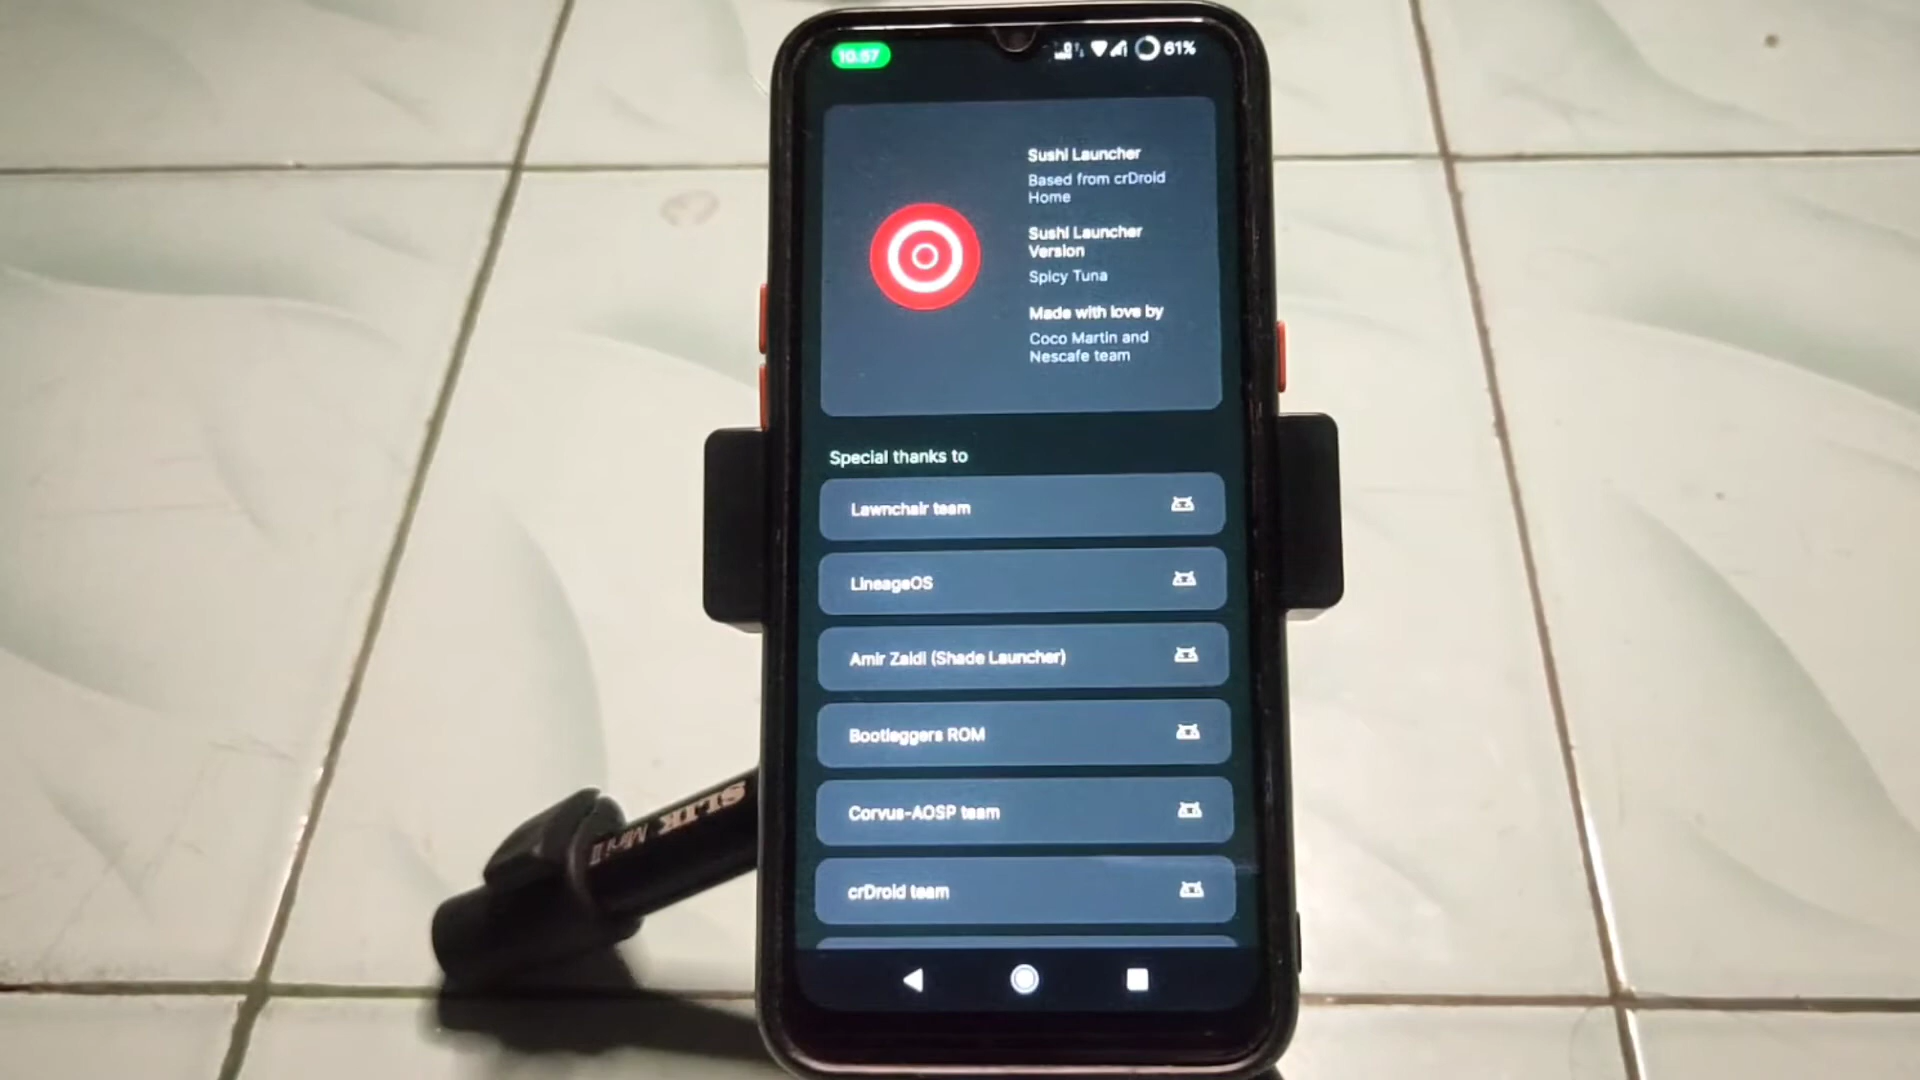 10:57
61%
Sushi Launcher
Based from crDroid
Home
Sushi Launcher
Version
Spicy Tuna
Made with love by
Coco Martin and
Nescafe team
Special thanks to
Lawnchair team
LineageOS
Amir Zaidi (Shade Launcher)
Bootleggers ROM
Corvus-AOSP team
crDroid team
SLIK Mini II